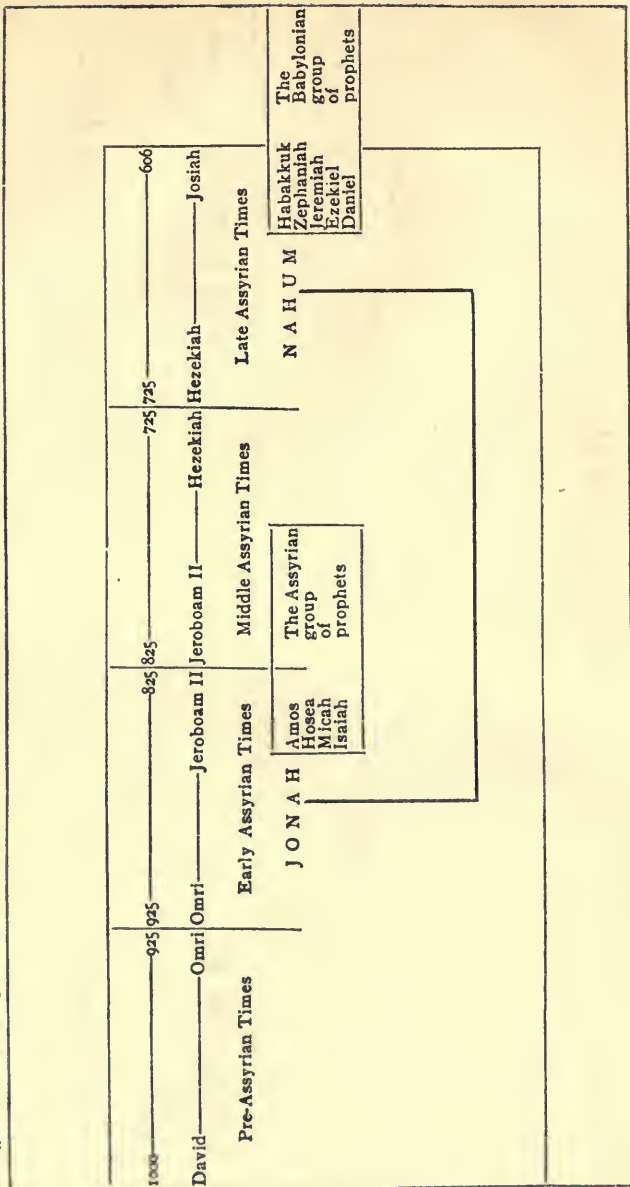 1000 925 925 825 825 725 725 606
David Omri Omri Jeroboam II Jeroboam II Hezekiah Hezekiah Josiah
Pre-Assyrian Times Early Assyrian Times Middle Assyrian Times Late Assyrian Times
JONAH
Amos
Hosea
Micah
Isaiah
The Assyrian
group
of
prophets
NAHUM
Habakkuk
Zephaniah
Jeremiah
Ezekiel
Daniel
The
Babylonian
group
of
prophets